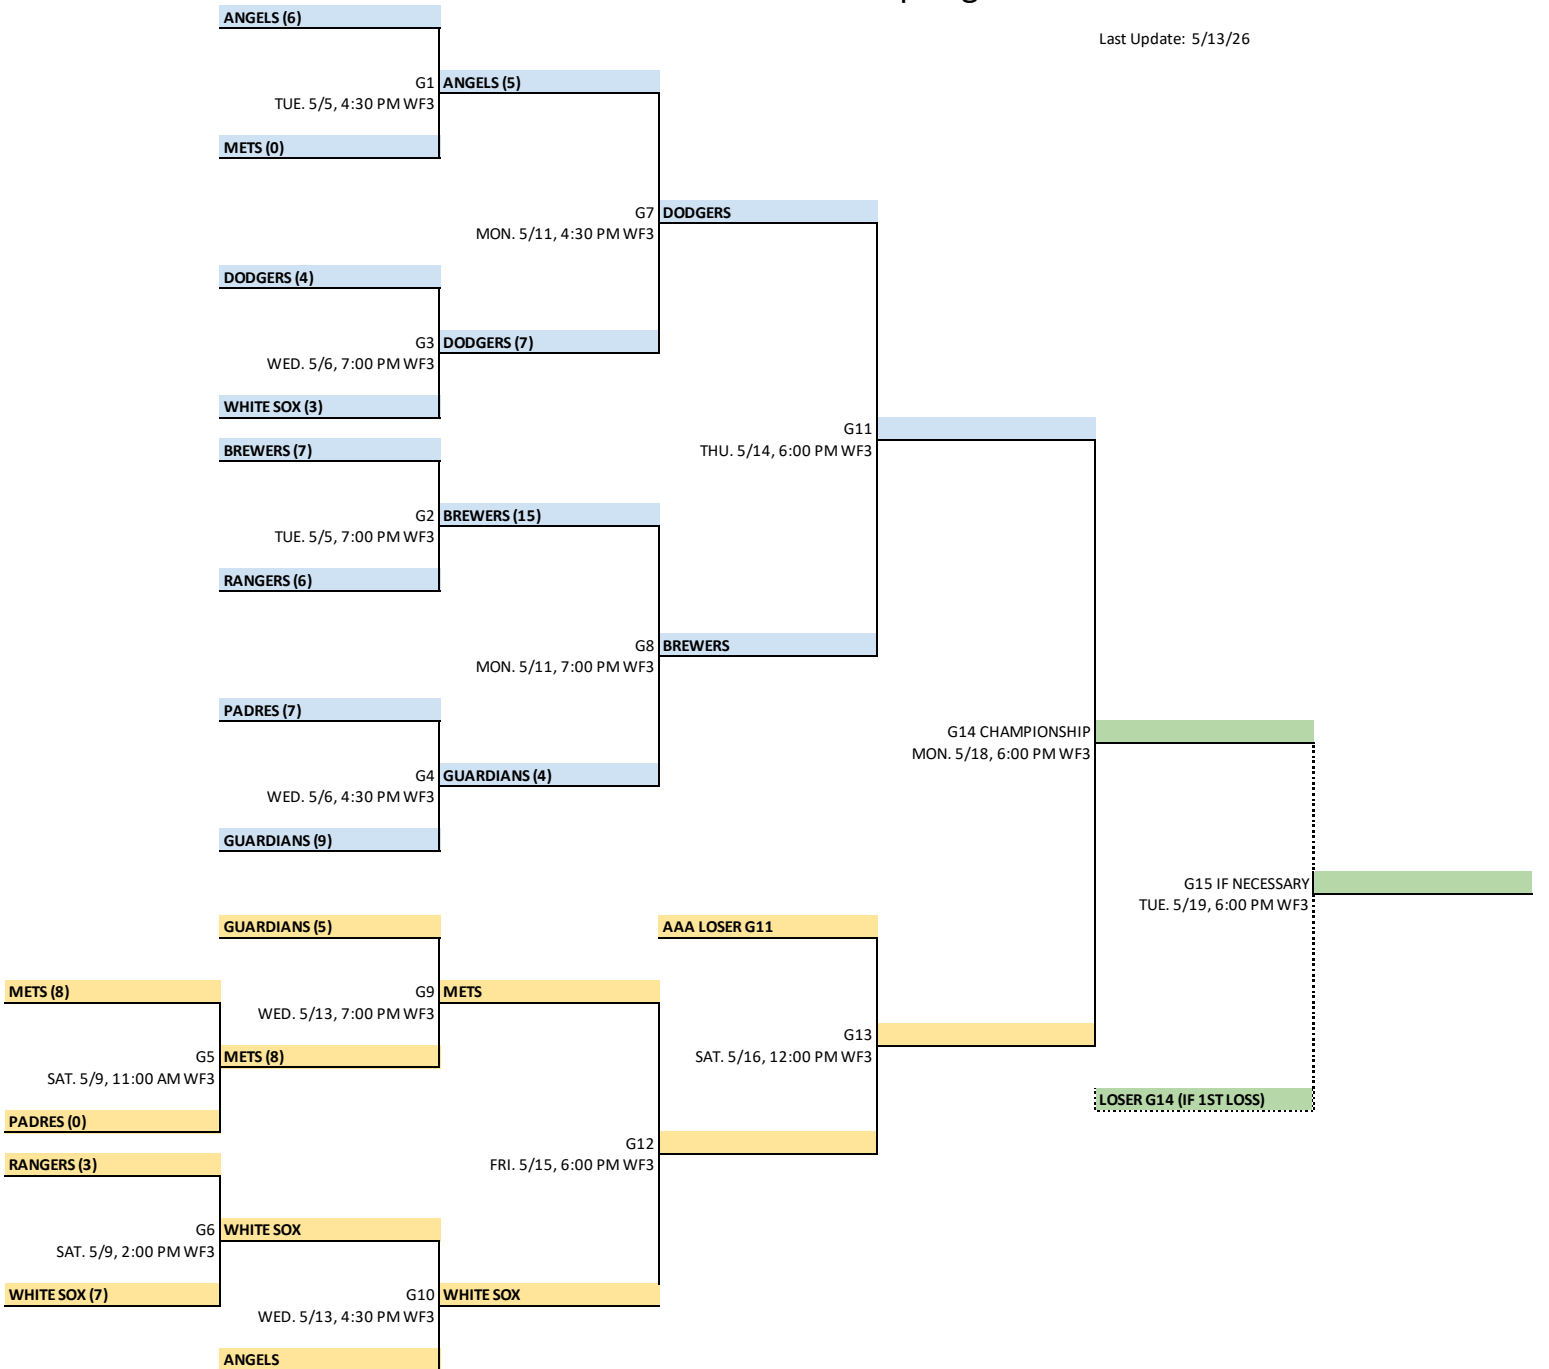 ANGELS (6)
Last Update: 5/13/26
G1 ANGELS (5)
TUE. 5/5, 4:30 PM WF3
METS (0)
G7 DODGERS
MON. 5/11, 4:30 PM WF3
DODGERS (4)
G3 DODGERS (7)
WED. 5/6, 7:00 PM WF3
WHITE SOX (3)
G11
THU. 5/14, 6:00 PM WF3
BREWERS (7)
G2 BREWERS (15)
TUE. 5/5, 7:00 PM WF3
RANGERS (6)
G8 BREWERS
MON. 5/11, 7:00 PM WF3
PADRES (7)
G14 CHAMPIONSHIP
MON. 5/18, 6:00 PM WF3
G4 GUARDIANS (4)
WED. 5/6, 4:30 PM WF3
GUARDIANS (9)
G15 IF NECESSARY
TUE. 5/19, 6:00 PM WF3
GUARDIANS (5)
AAA LOSER G11
METS (8)
G9 METS
WED. 5/13, 7:00 PM WF3
G13
SAT. 5/16, 12:00 PM WF3
G5 METS (8)
SAT. 5/9, 11:00 AM WF3
LOSER G14 (IF 1ST LOSS)
PADRES (0)
G12
FRI. 5/15, 6:00 PM WF3
RANGERS (3)
G6 WHITE SOX
SAT. 5/9, 2:00 PM WF3
WHITE SOX (7)
G10 WHITE SOX
WED. 5/13, 4:30 PM WF3
ANGELS